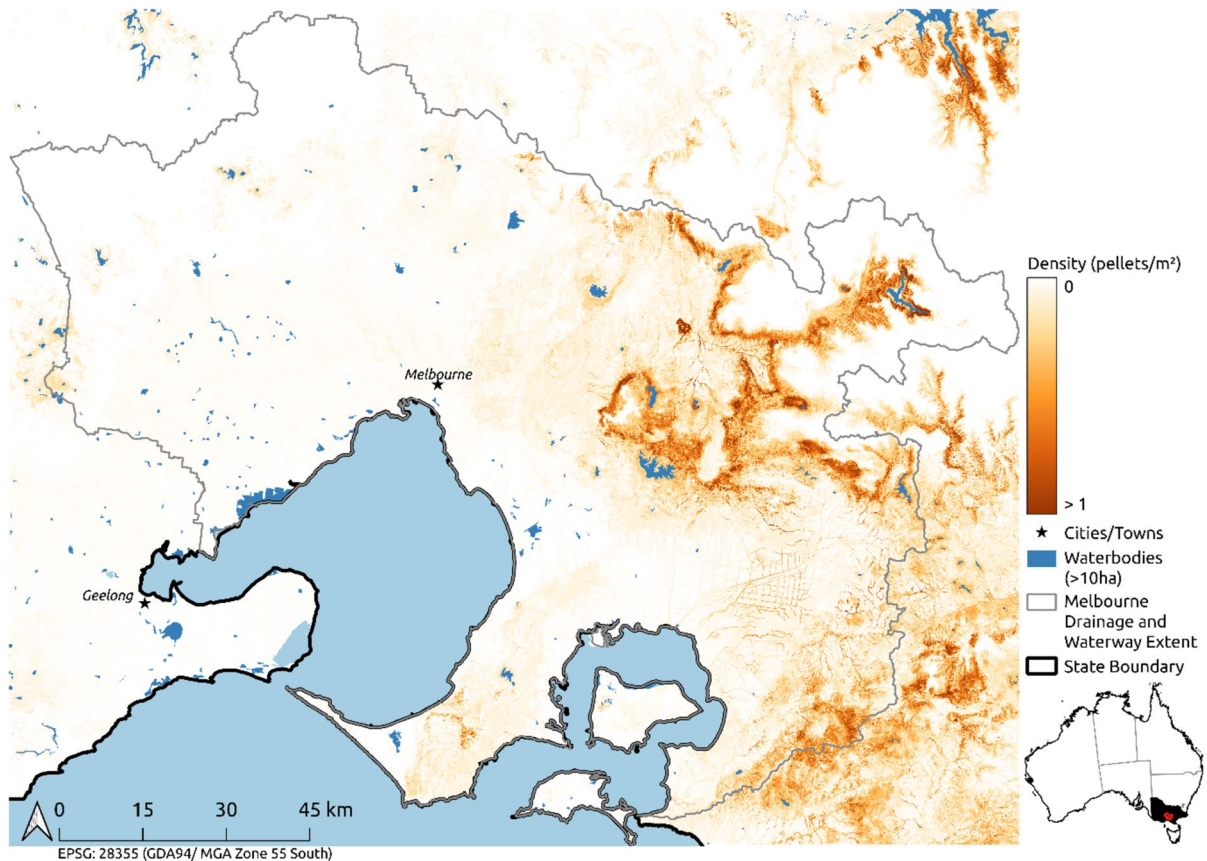 Melbourne
Geelong
0 15 30 45 km
EPSG: 28355 (GDA94/ MGA Zone 55 South)
Density (pellets/m²)
0
> 1
Cities/Towns
Waterbodies
(>10ha)
Melbourne
Drainage and
Waterway Extent
State Boundary